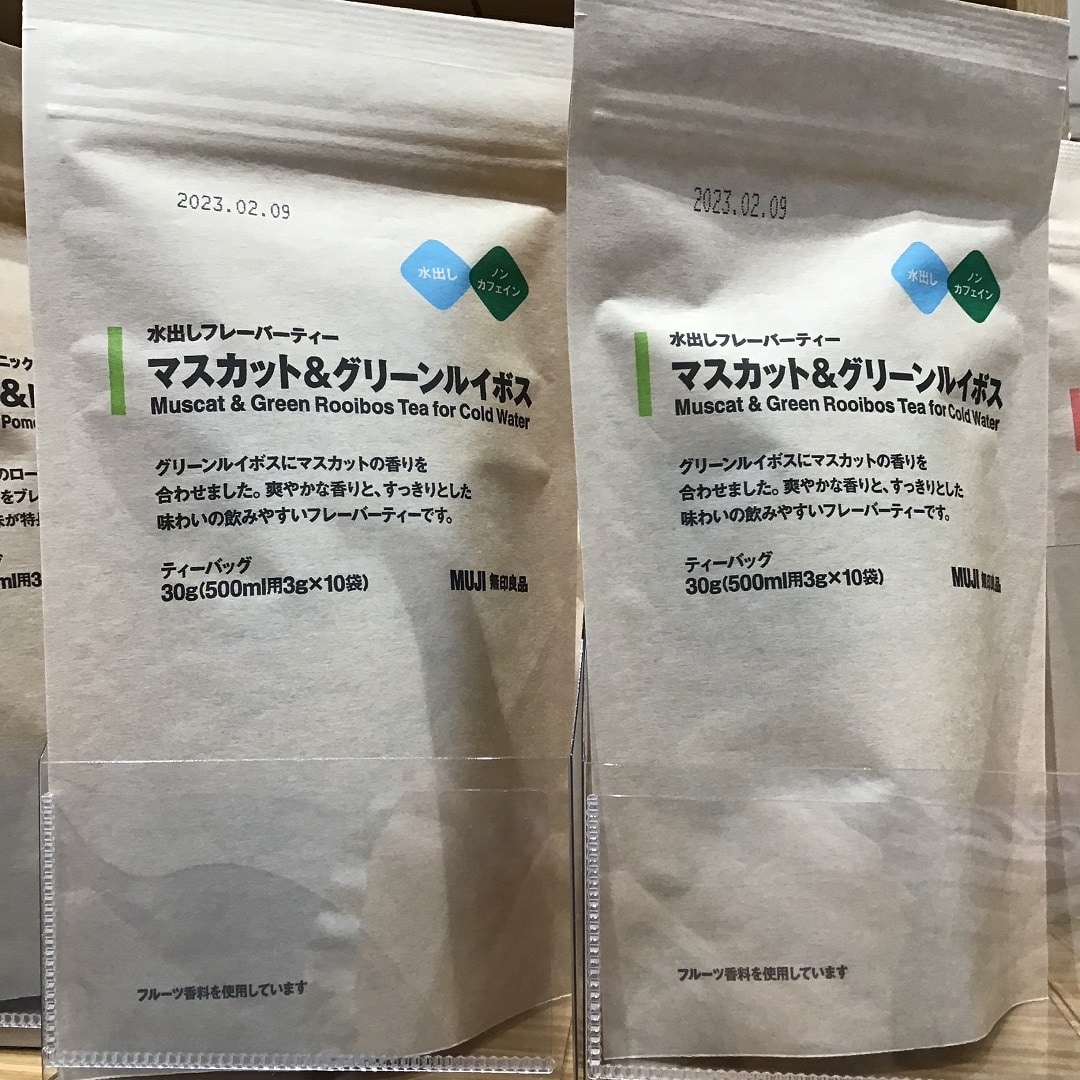 2023.02.09
水出し
ノン
カフェイン
水出しフレーバーティー
マスカット&グリーンルイボス
Muscat & Green Rooibos Tea for Cold Water
グリーンルイボスにマスカットの香りを
合わせました。爽やかな香りと、すっきりとした
味わいの飲みやすいフレーバーティーです。
ティーバッグ
30g(500ml用3g×10袋)
MUJI 無印良品
フルーツ香料を使用しています
2023.02.09
水出し
ノン
カフェイン
水出しフレーバーティー
マスカット&グリーンルイボス
Muscat & Green Rooibos Tea for Cold Water
グリーンルイボスにマスカットの香りを
合わせました。爽やかな香りと、すっきりとした
味わいの飲みやすいフレーバーティーです。
ティーバッグ
30g(500ml用3g×10袋)
MUJI 無印良品
フルーツ香料を使用しています